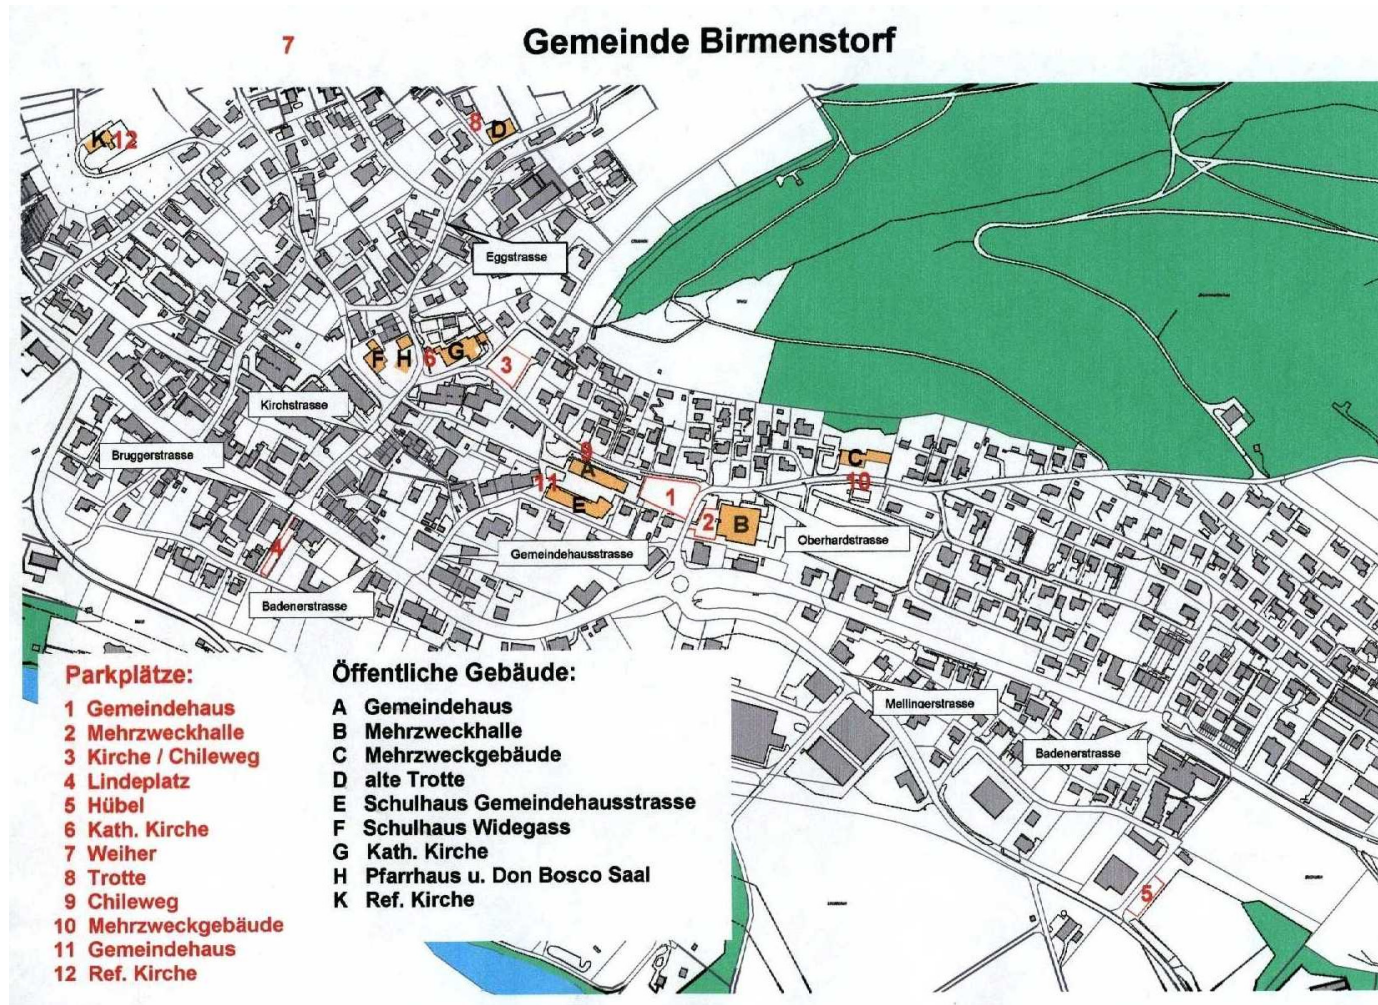 Gemeinde Birmenstorf
7
K 12
8 D
Eggstrasse
F H 6 G 3
Kirchstrasse
Bruggerstrasse
9
A
C
11
10
1
E
2 B
4
Gemeindehausstrasse
Oberhardstrasse
Badenerstrasse
Mellingerstrasse
Badenerstrasse
5
Parkplätze:
1 Gemeindehaus
2 Mehrzweckhalle
3 Kirche / Chileweg
4 Lindeplatz
5 Hübel
6 Kath. Kirche
7 Weiher
8 Trotte
9 Chileweg
10 Mehrzweckgebäude
11 Gemeindehaus
12 Ref. Kirche
Öffentliche Gebäude:
A Gemeindehaus
B Mehrzweckhalle
C Mehrzweckgebäude
D alte Trotte
E Schulhaus Gemeindehausstrasse
F Schulhaus Widegass
G Kath. Kirche
H Pfarrhaus u. Don Bosco Saal
K Ref. Kirche